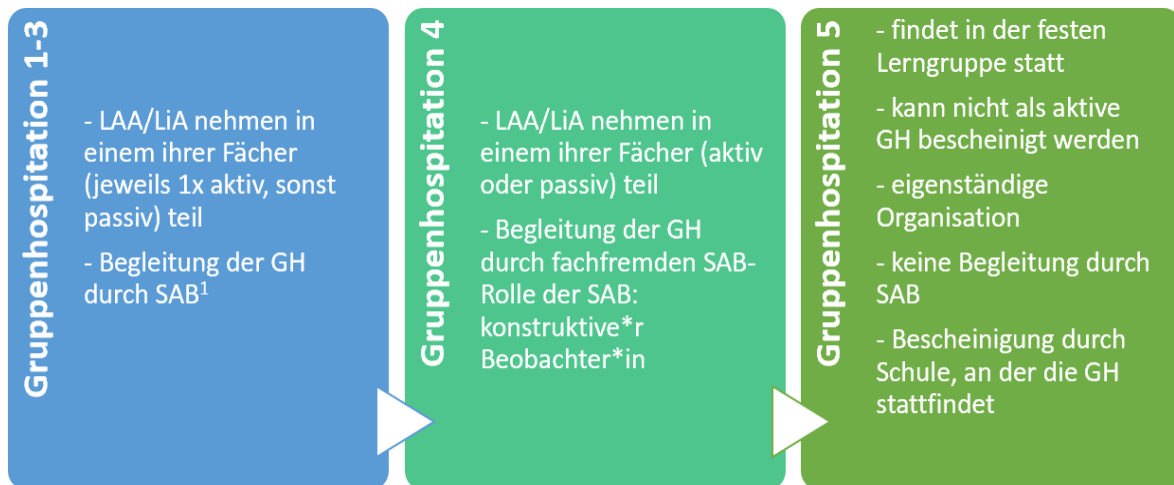 Gruppenhospitation 1-3
- LAA/LiA nehmen in
einem ihrer Fächer
(jeweils 1x aktiv, sonst
passiv) teil
- Begleitung der GH
durch SAB¹
Gruppenhospitation 4
- LAA/LiA nehmen in
einem ihrer Fächer (aktiv
oder passiv) teil
- Begleitung der GH
durch fachfremden SAB-
Rolle der SAB:
konstruktive*r
Beobachter*in
Gruppenhospitation 5
- findet in der festen
Lerngruppe statt
- kann nicht als aktive
GH bescheinigt werden
- eigenständige
Organisation
- keine Begleitung durch
SAB
- Bescheinigung durch
Schule, an der die GH
stattfindet